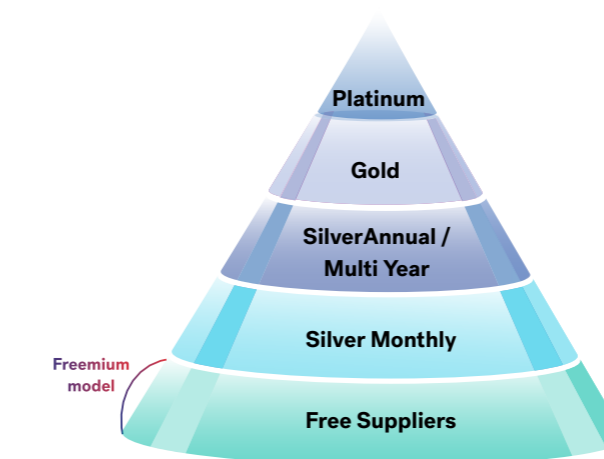 Platinum
Gold
SilverAnnual /
Multi Year
Silver Monthly
Freemium
model
Free Suppliers